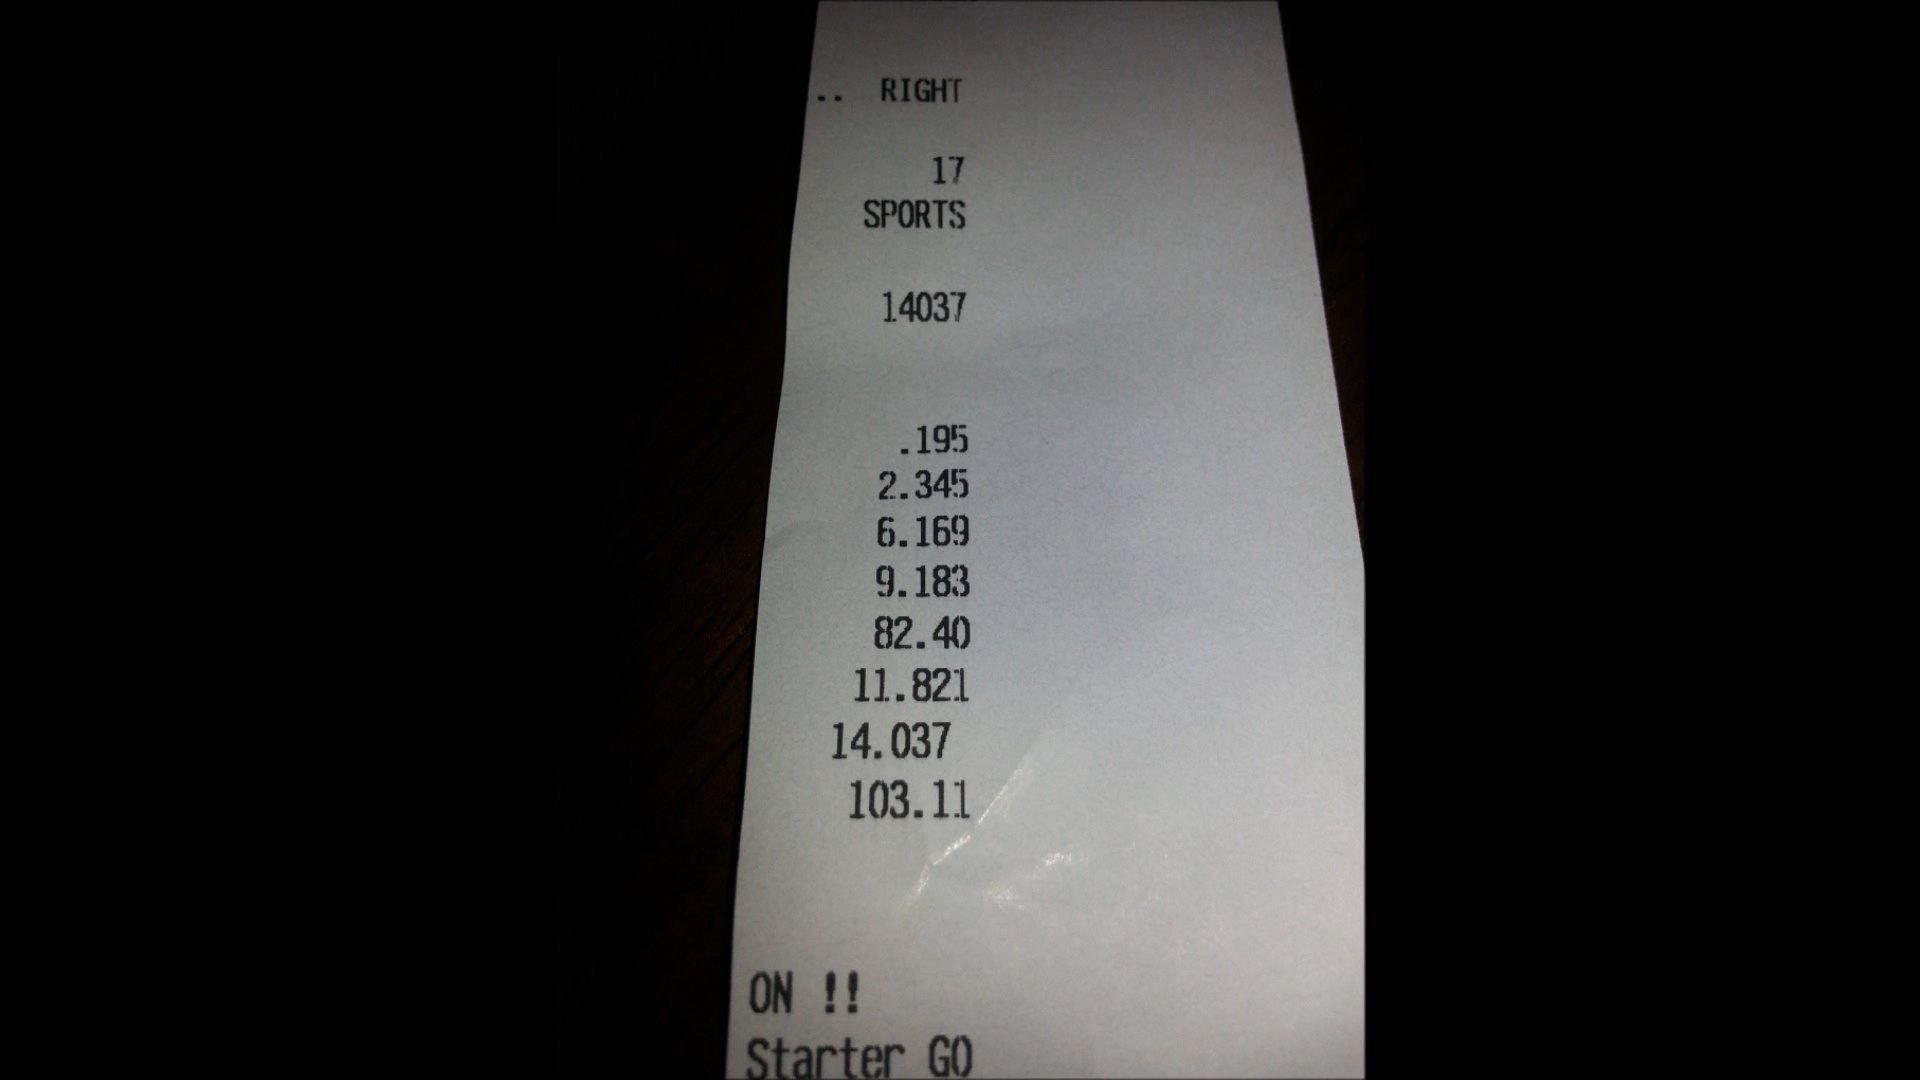 .. RIGHT
17
SPORTS
14037
.195
2.345
6.169
9.183
82.40
11.821
14.037
103.11
ON !!
Starter GO